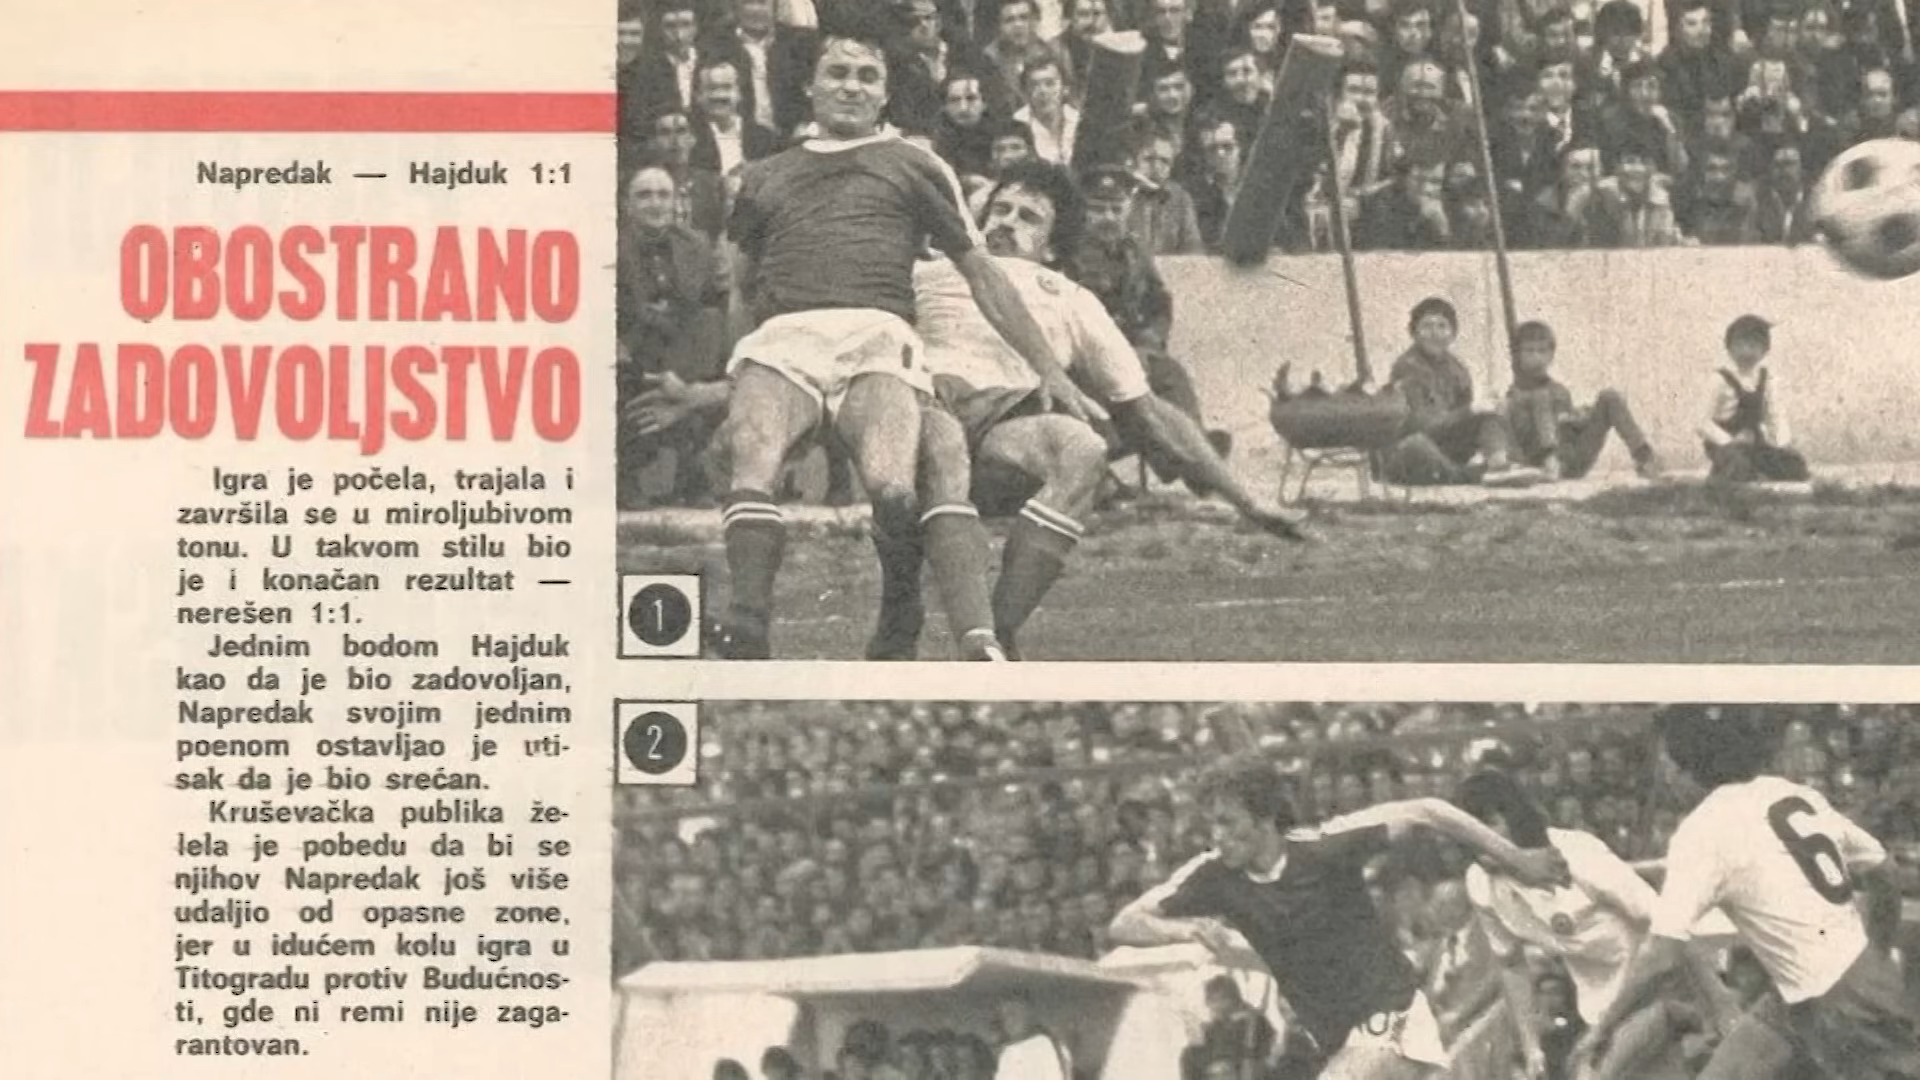 Napredak — Hajduk 1:1
OBOSTRANO
ZADOVOLJSTVO
Igra je počela, trajala i
završila se u miroljubivom
tonu. U takvom stilu bio
je i konačan rezultat —
nerešen 1:1.
Jednim bodom Hajduk
kao da je bio zadovoljan,
Napredak svojim jednim
poenom ostavljao je uti-
sak da je bio srećan.
Kruševačka publika že-
lela je pobedu da bi se
njihov Napredak još više
udaljio od opasne zone,
jer u idućem kolu igra u
Titogradu protiv Budućnos-
ti, gde ni remi nije zaga-
rantovan.
1
2
6